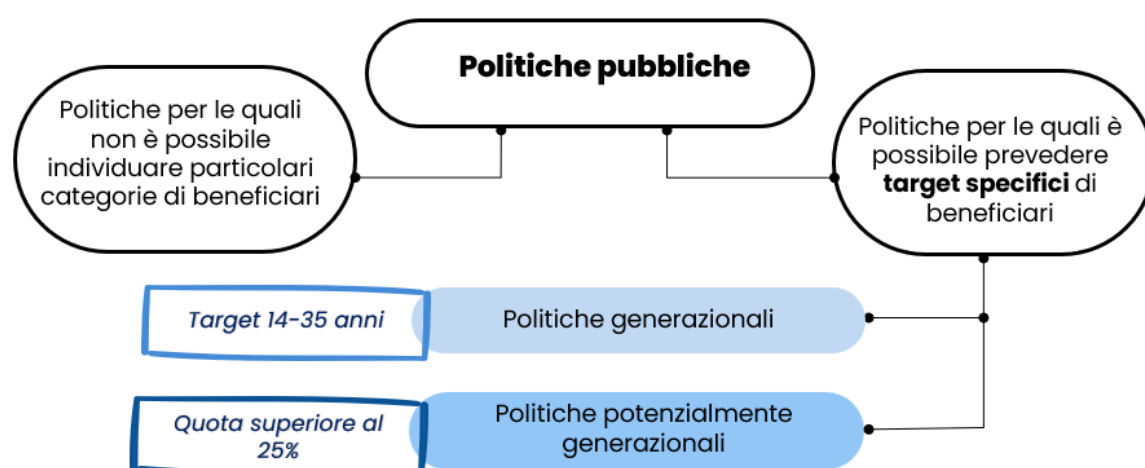 Politiche pubbliche
Politiche per le quali
non è possibile
individuare particolari
categorie di beneficiari
Politiche per le quali è
possibile prevedere
target specifici di
beneficiari
Target 14-35 anni
Politiche generazionali
Quota superiore al
25%
Politiche potenzialmente
generazionali